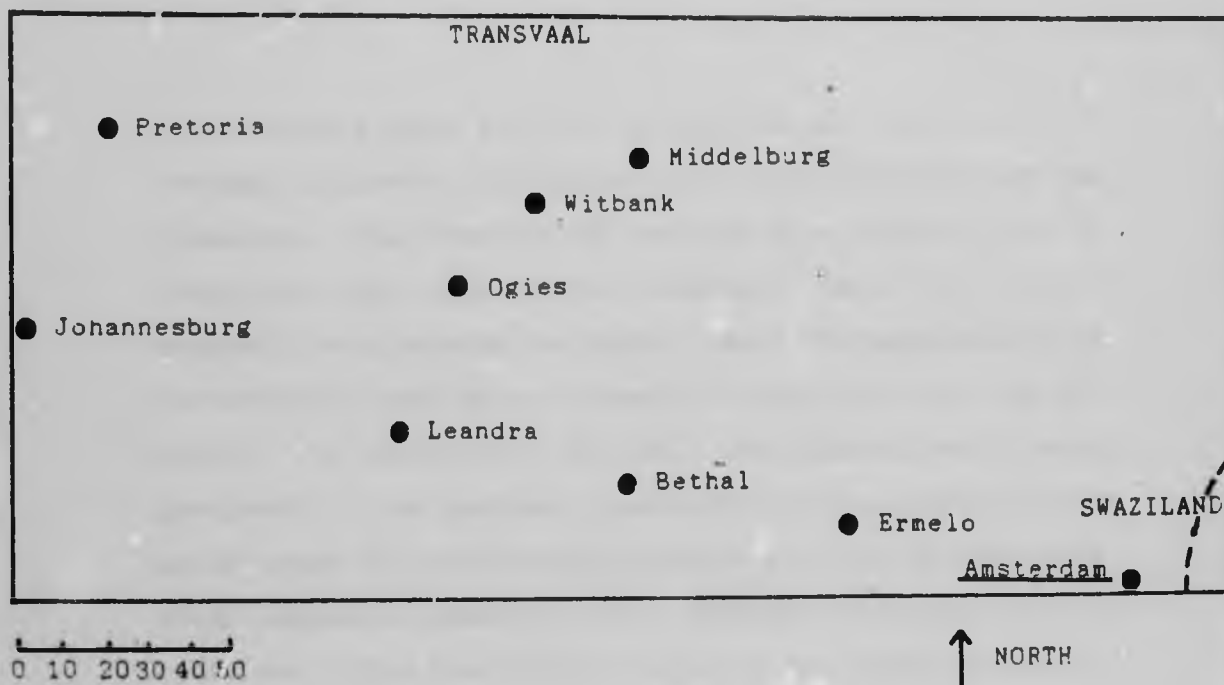 TRANSVAAL
Pretoria
Middelburg
Witbank
Ogies
Johannesburg
Leandra
Bethal
SWAZILAND
Ermelo
Amsterdam
0 10 20 30 40 50
NORTH